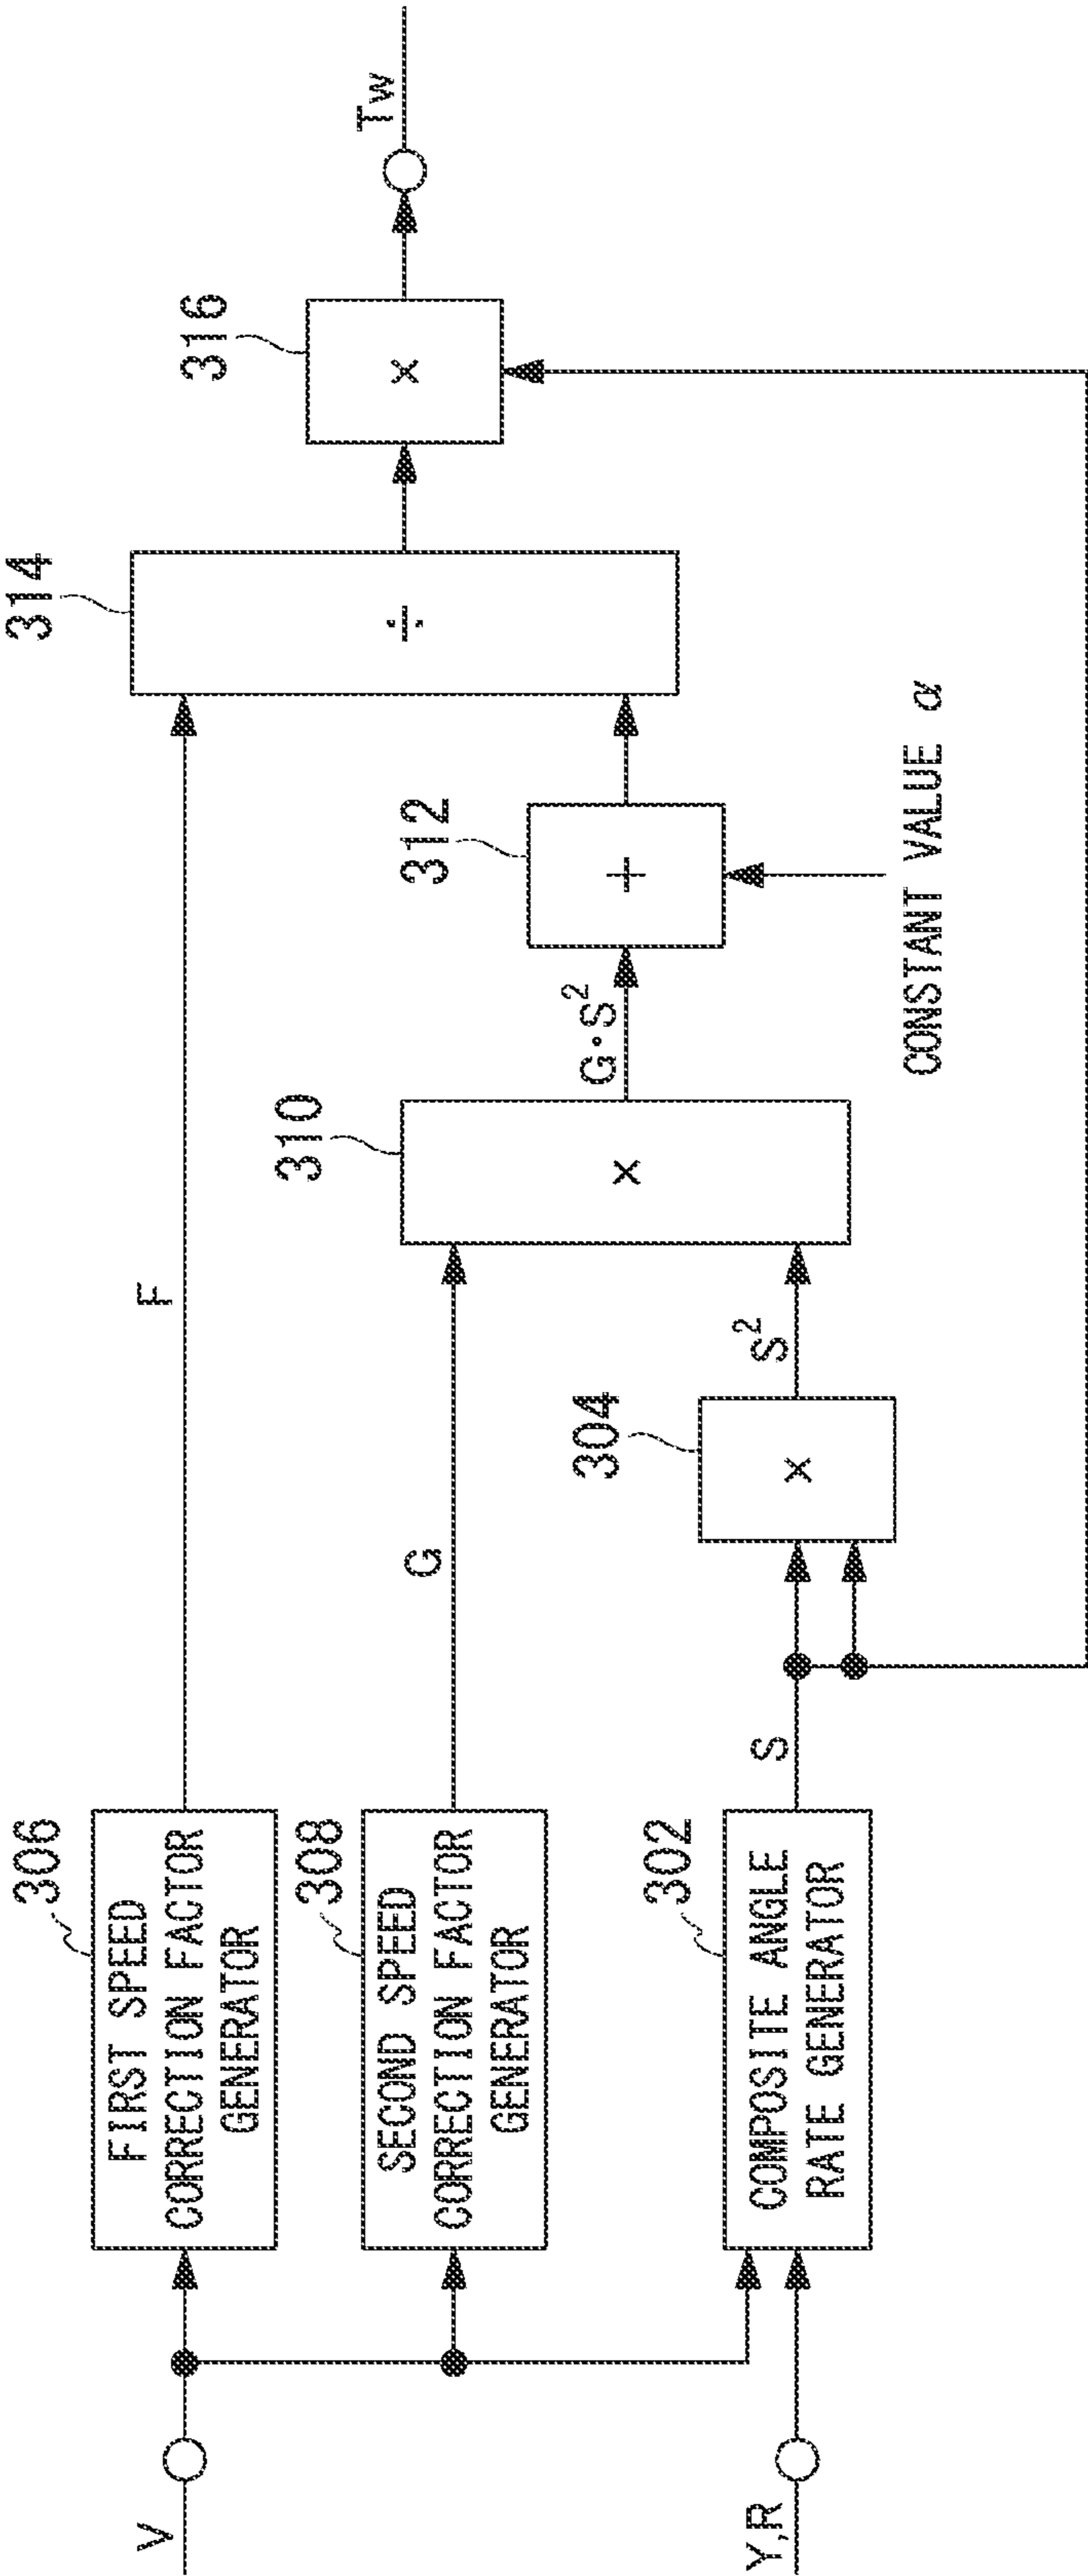 V
Y,R
306
FIRST SPEED
CORRECTION FACTOR
GENERATOR
308
SECOND SPEED
CORRECTION FACTOR
GENERATOR
302
COMPOSITE ANGLE
RATE GENERATOR
F
G
S
304
×
S²
310
×
G·S²
312
+
CONSTANT VALUE α
314
÷
316
×
Tw